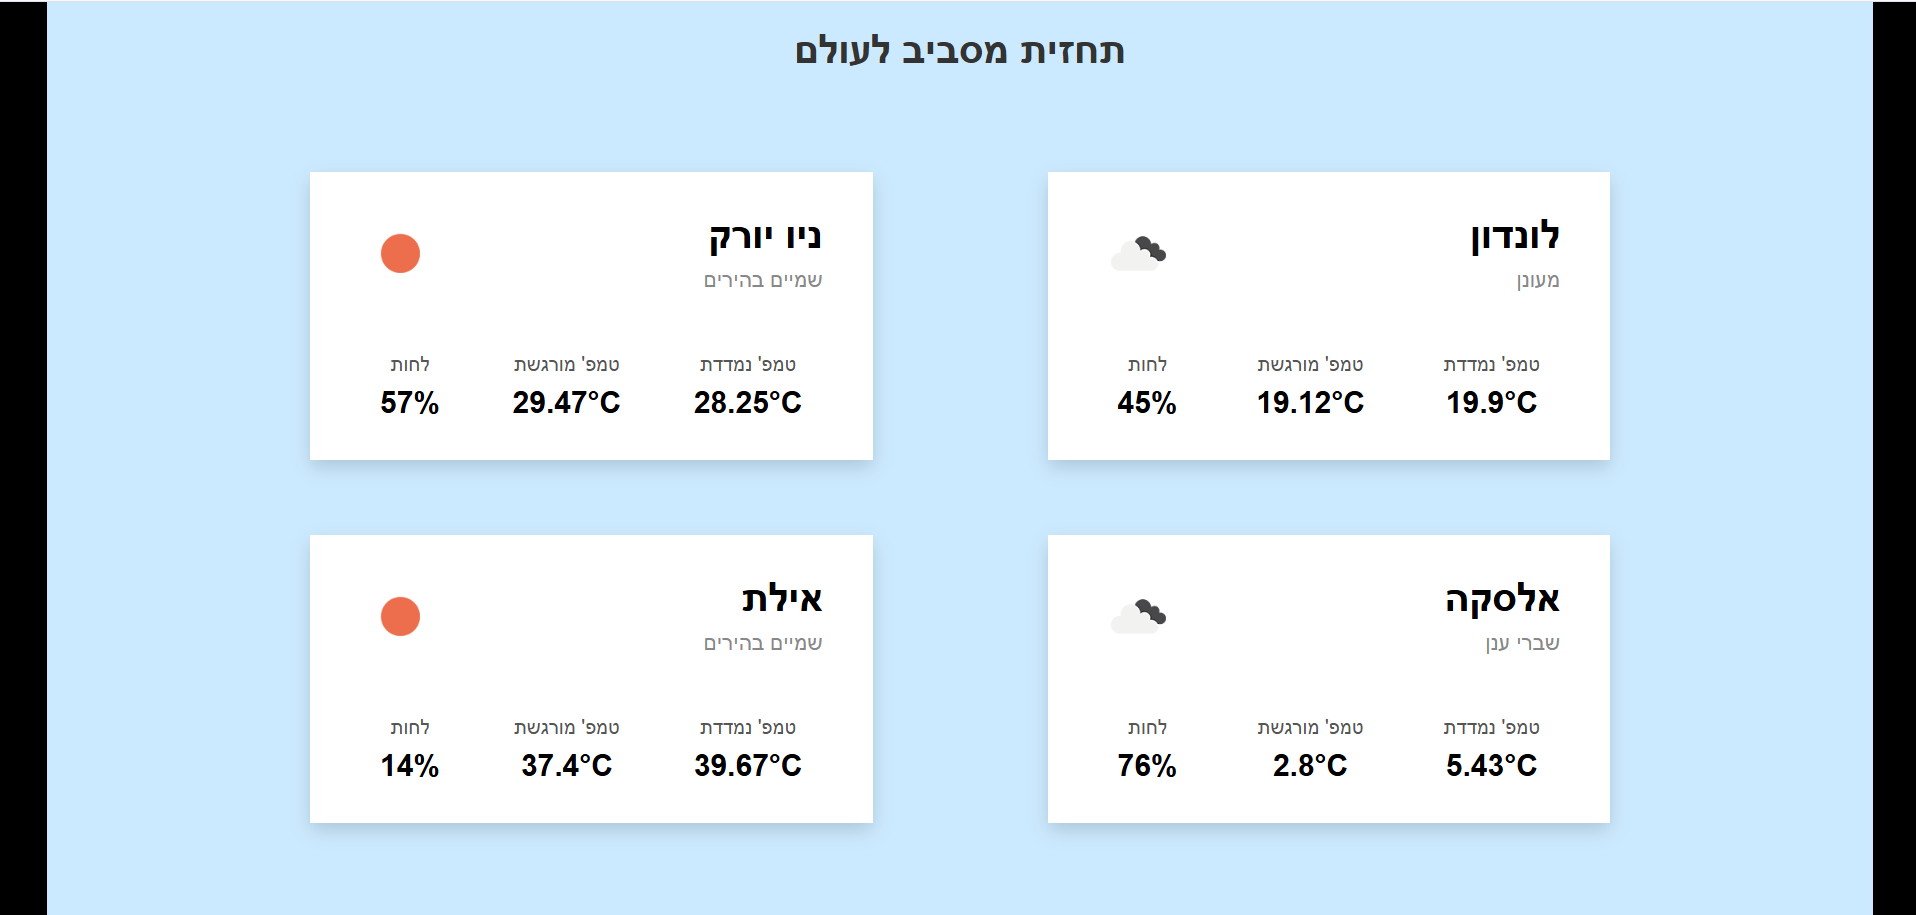 תחזית מסביב לעולם
לונדון
מעונן
טמפ' נמדדת טמפ' מורגשת לחות
19.9°C 19.12°C 45%
ניו יורק
שמיים בהירים
טמפ' נמדדת טמפ' מורגשת לחות
28.25°C 29.47°C 57%
אלסקה
שברי ענן
טמפ' נמדדת טמפ' מורגשת לחות
5.43°C 2.8°C 76%
אילת
שמיים בהירים
טמפ' נמדדת טמפ' מורגשת לחות
39.67°C 37.4°C 14%